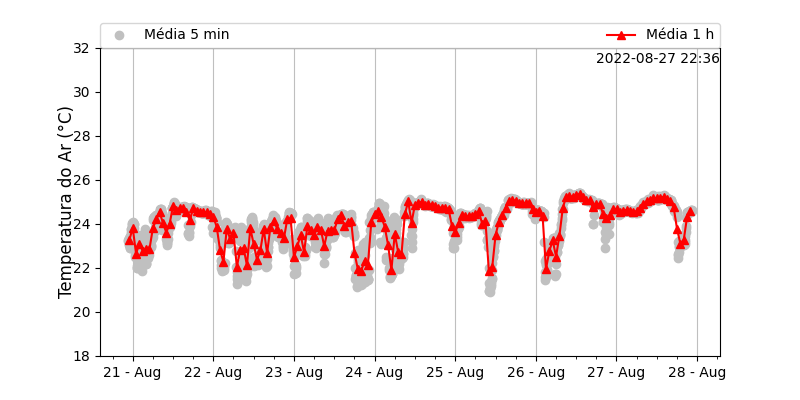 Média 5 min
Média 1 h
2022-08-27 22:36
Temperatura do Ar (°C)
32
30
28
26
24
22
20
18
21 - Aug
22 - Aug
23 - Aug
24 - Aug
25 - Aug
26 - Aug
27 - Aug
28 - Aug